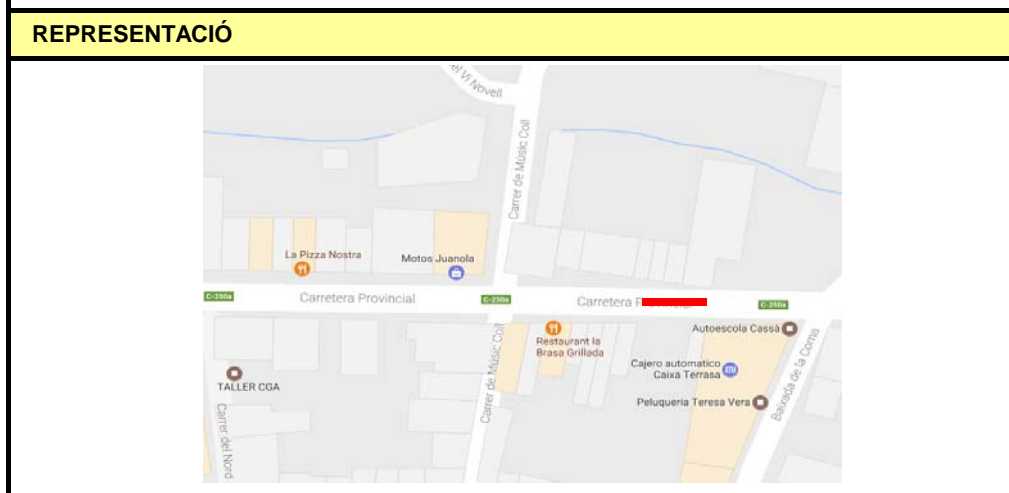 REPRESENTACIÓ
el Vi Novell
Carrer de Músic Coll
La Pizza Nostra
Motos Juanola
C-250a
Carretera Provincial
C-250a
Carretera
C-250a
Restaurant la
Brasa Grillada
Autoescola Cassà
Cajero automatico
Caixa Terrasa
Peluqueria Teresa Vera
Baixada de la Coma
TALLER CGA
Carrer del Nord
Carrer de Músic Coll